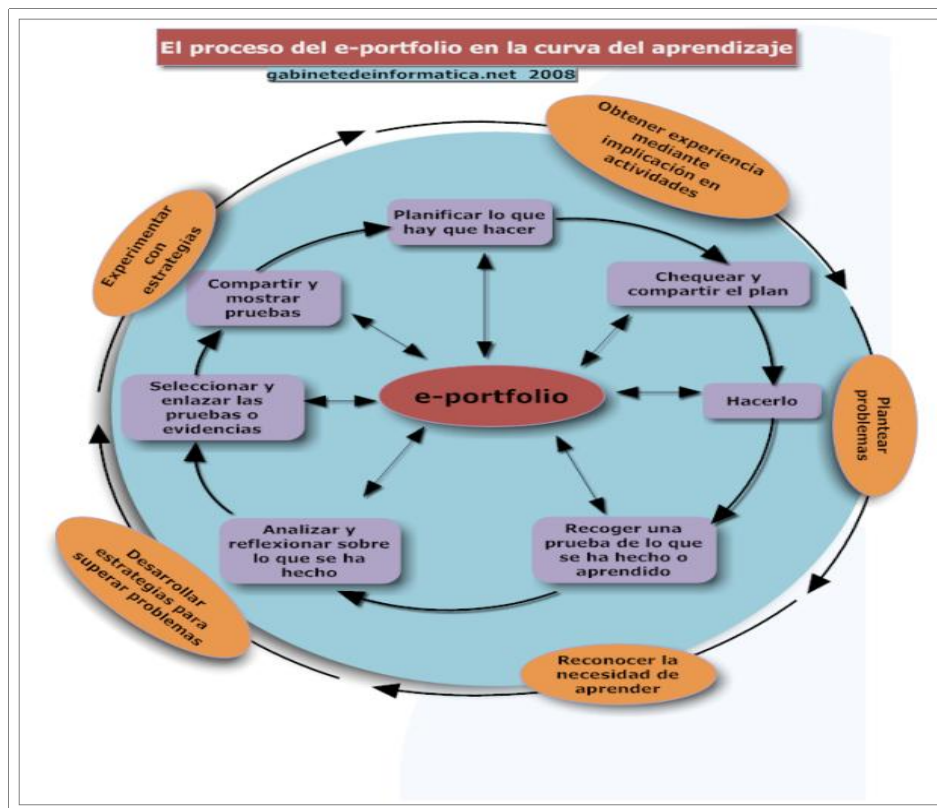 El proceso del e-portfolio en la curva del aprendizaje
gabinetedeinformatica.net 2008
Obtener experiencia
mediante
implicación en
actividades
Experimentar
con
estrategias
Planificar lo que
hay que hacer
Chequear y
compartir el plan
Compartir y
mostrar
pruebas
Seleccionar y
enlazar las
pruebas o
evidencias
e-portfolio
Hacerlo
Plantear
problemas
Analizar y
reflexionar sobre
lo que se ha
hecho
Recoger una
prueba de lo que
se ha hecho o
aprendido
Desarrollar
estrategias para
superar problemas
Reconocer la
necesidad de
aprender